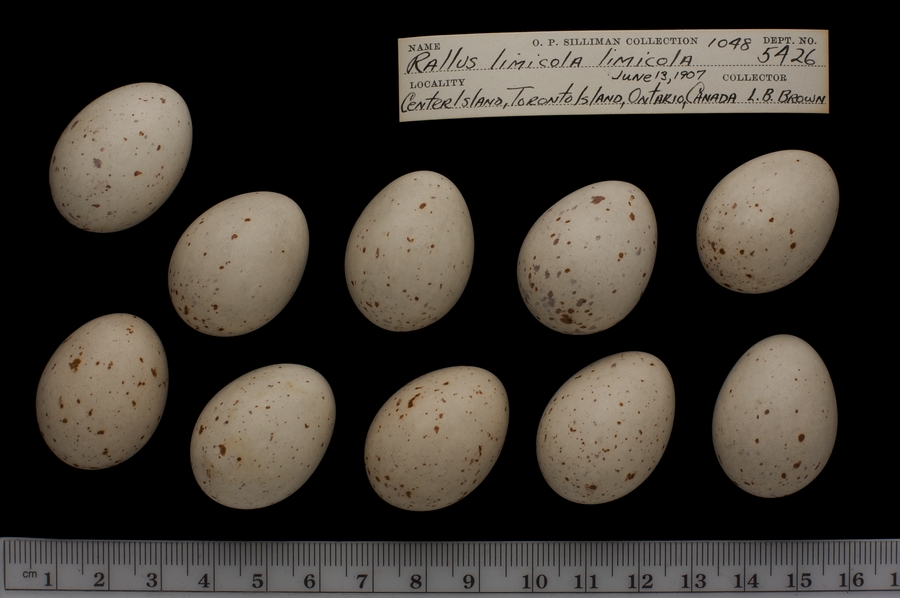 NAME O. P. SILLIMAN COLLECTION 1048 DEPT. NO.
RALLUS LIMICOLA LIMICOLA 5426
LOCALITY JUNE 13, 1907 COLLECTOR
CENTER ISLAND, TORONTO ISLAND, ONTARIO, CANADA L.B. BROWN
cm 1 2 3 4 5 6 7 8 9 10 11 12 13 14 15 16